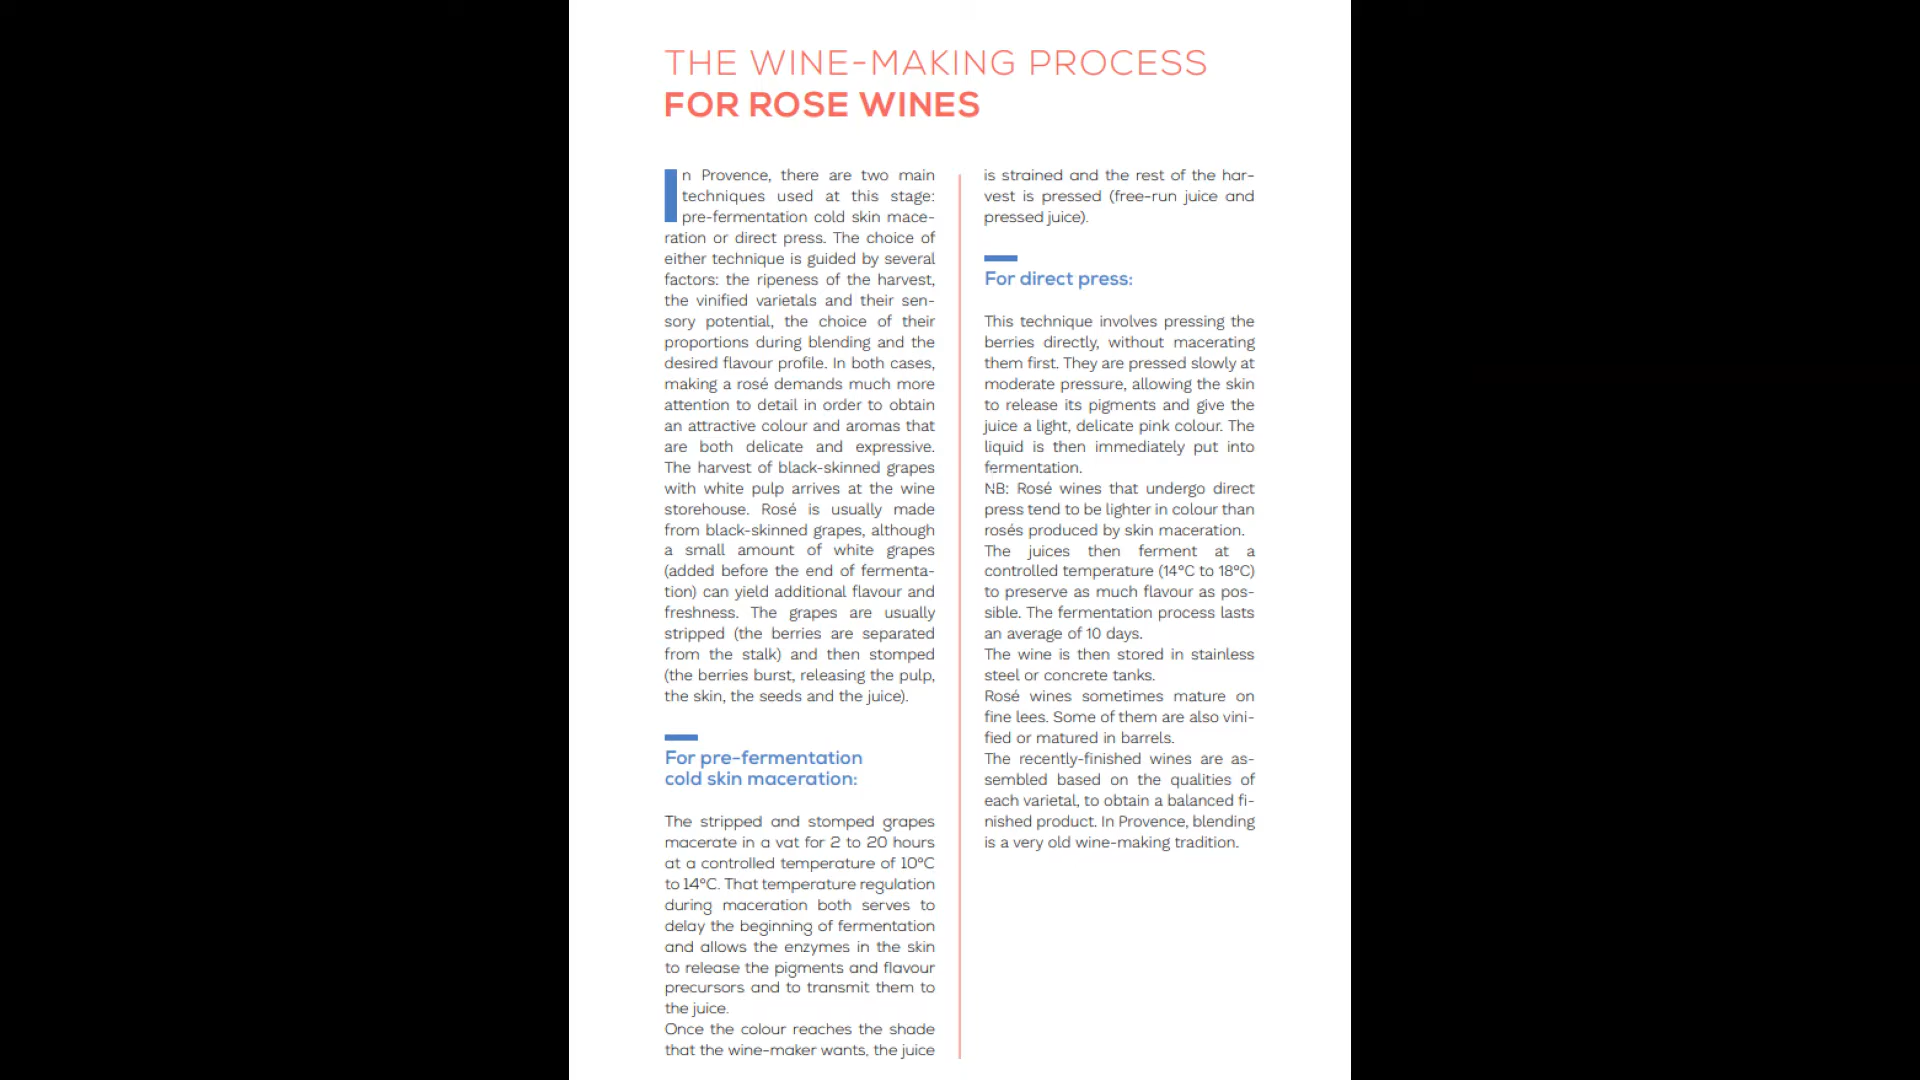 THE WINE-MAKING PROCESS
FOR ROSE WINES
In Provence, there are two main
techniques used at this stage:
pre-fermentation cold skin mace-
ration or direct press. The choice of
either technique is guided by several
factors: the ripeness of the harvest,
the vinified varietals and their sen-
sory potential, the choice of their
proportions during blending and the
desired flavour profile. In both cases,
making a rosé demands much more
attention to detail in order to obtain
an attractive colour and aromas that
are both delicate and expressive.
The harvest of black-skinned grapes
with white pulp arrives at the wine
storehouse. Rosé is usually made
from black-skinned grapes, although
a small amount of white grapes
(added before the end of fermenta-
tion) can yield additional flavour and
freshness. The grapes are usually
stripped (the berries are separated
from the stalk) and then stomped
(the berries burst, releasing the pulp,
the skin, the seeds and the juice).
For pre-fermentation
cold skin maceration:
The stripped and stomped grapes
macerate in a vat for 2 to 20 hours
at a controlled temperature of 10°C
to 14°C. That temperature regulation
during maceration both serves to
delay the beginning of fermentation
and allows the enzymes in the skin
to release the pigments and flavour
precursors and to transmit them to
the juice.
Once the colour reaches the shade
that the wine-maker wants, the juice
is strained and the rest of the har-
vest is pressed (free-run juice and
pressed juice).
For direct press:
This technique involves pressing the
berries directly, without macerating
them first. They are pressed slowly at
moderate pressure, allowing the skin
to release its pigments and give the
juice a light, delicate pink colour. The
liquid is then immediately put into
fermentation.
NB: Rosé wines that undergo direct
press tend to be lighter in colour than
rosés produced by skin maceration.
The juices then ferment at a
controlled temperature (14°C to 18°C)
to preserve as much flavour as pos-
sible. The fermentation process lasts
an average of 10 days.
The wine is then stored in stainless
steel or concrete tanks.
Rosé wines sometimes mature on
fine lees. Some of them are also vini-
fied or matured in barrels.
The recently-finished wines are as-
sembled based on the qualities of
each varietal, to obtain a balanced fi-
nished product. In Provence, blending
is a very old wine-making tradition.